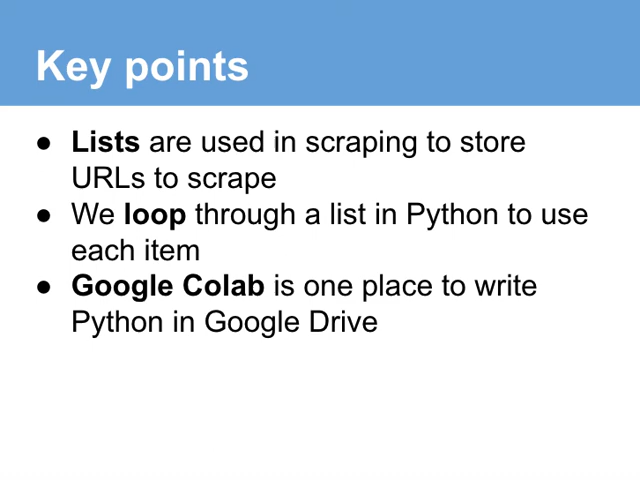 Key points
● Lists are used in scraping to store
URLs to scrape
● We loop through a list in Python to use
each item
● Google Colab is one place to write
Python in Google Drive